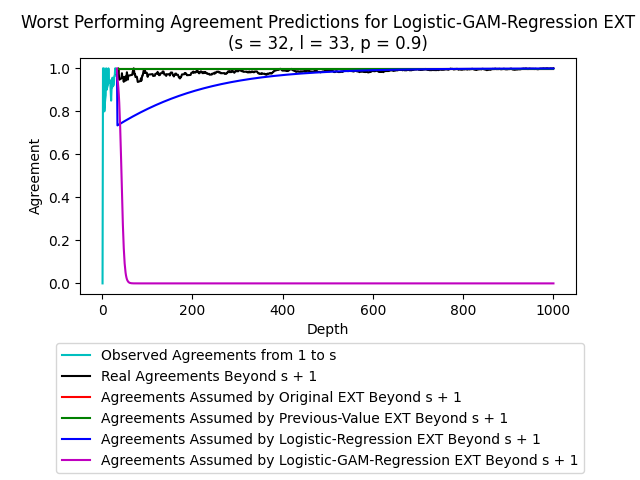 Worst Performing Agreement Predictions for Logistic-GAM-Regression EXT
(s = 32, l = 33, p = 0.9)
1.0
0.8
0.6
0.4
0.2
0.0
Agreement
0 200 400 600 800 1000
Depth
Observed Agreements from 1 to s
Real Agreements Beyond s + 1
Agreements Assumed by Original EXT Beyond s + 1
Agreements Assumed by Previous-Value EXT Beyond s + 1
Agreements Assumed by Logistic-Regression EXT Beyond s + 1
Agreements Assumed by Logistic-GAM-Regression EXT Beyond s + 1